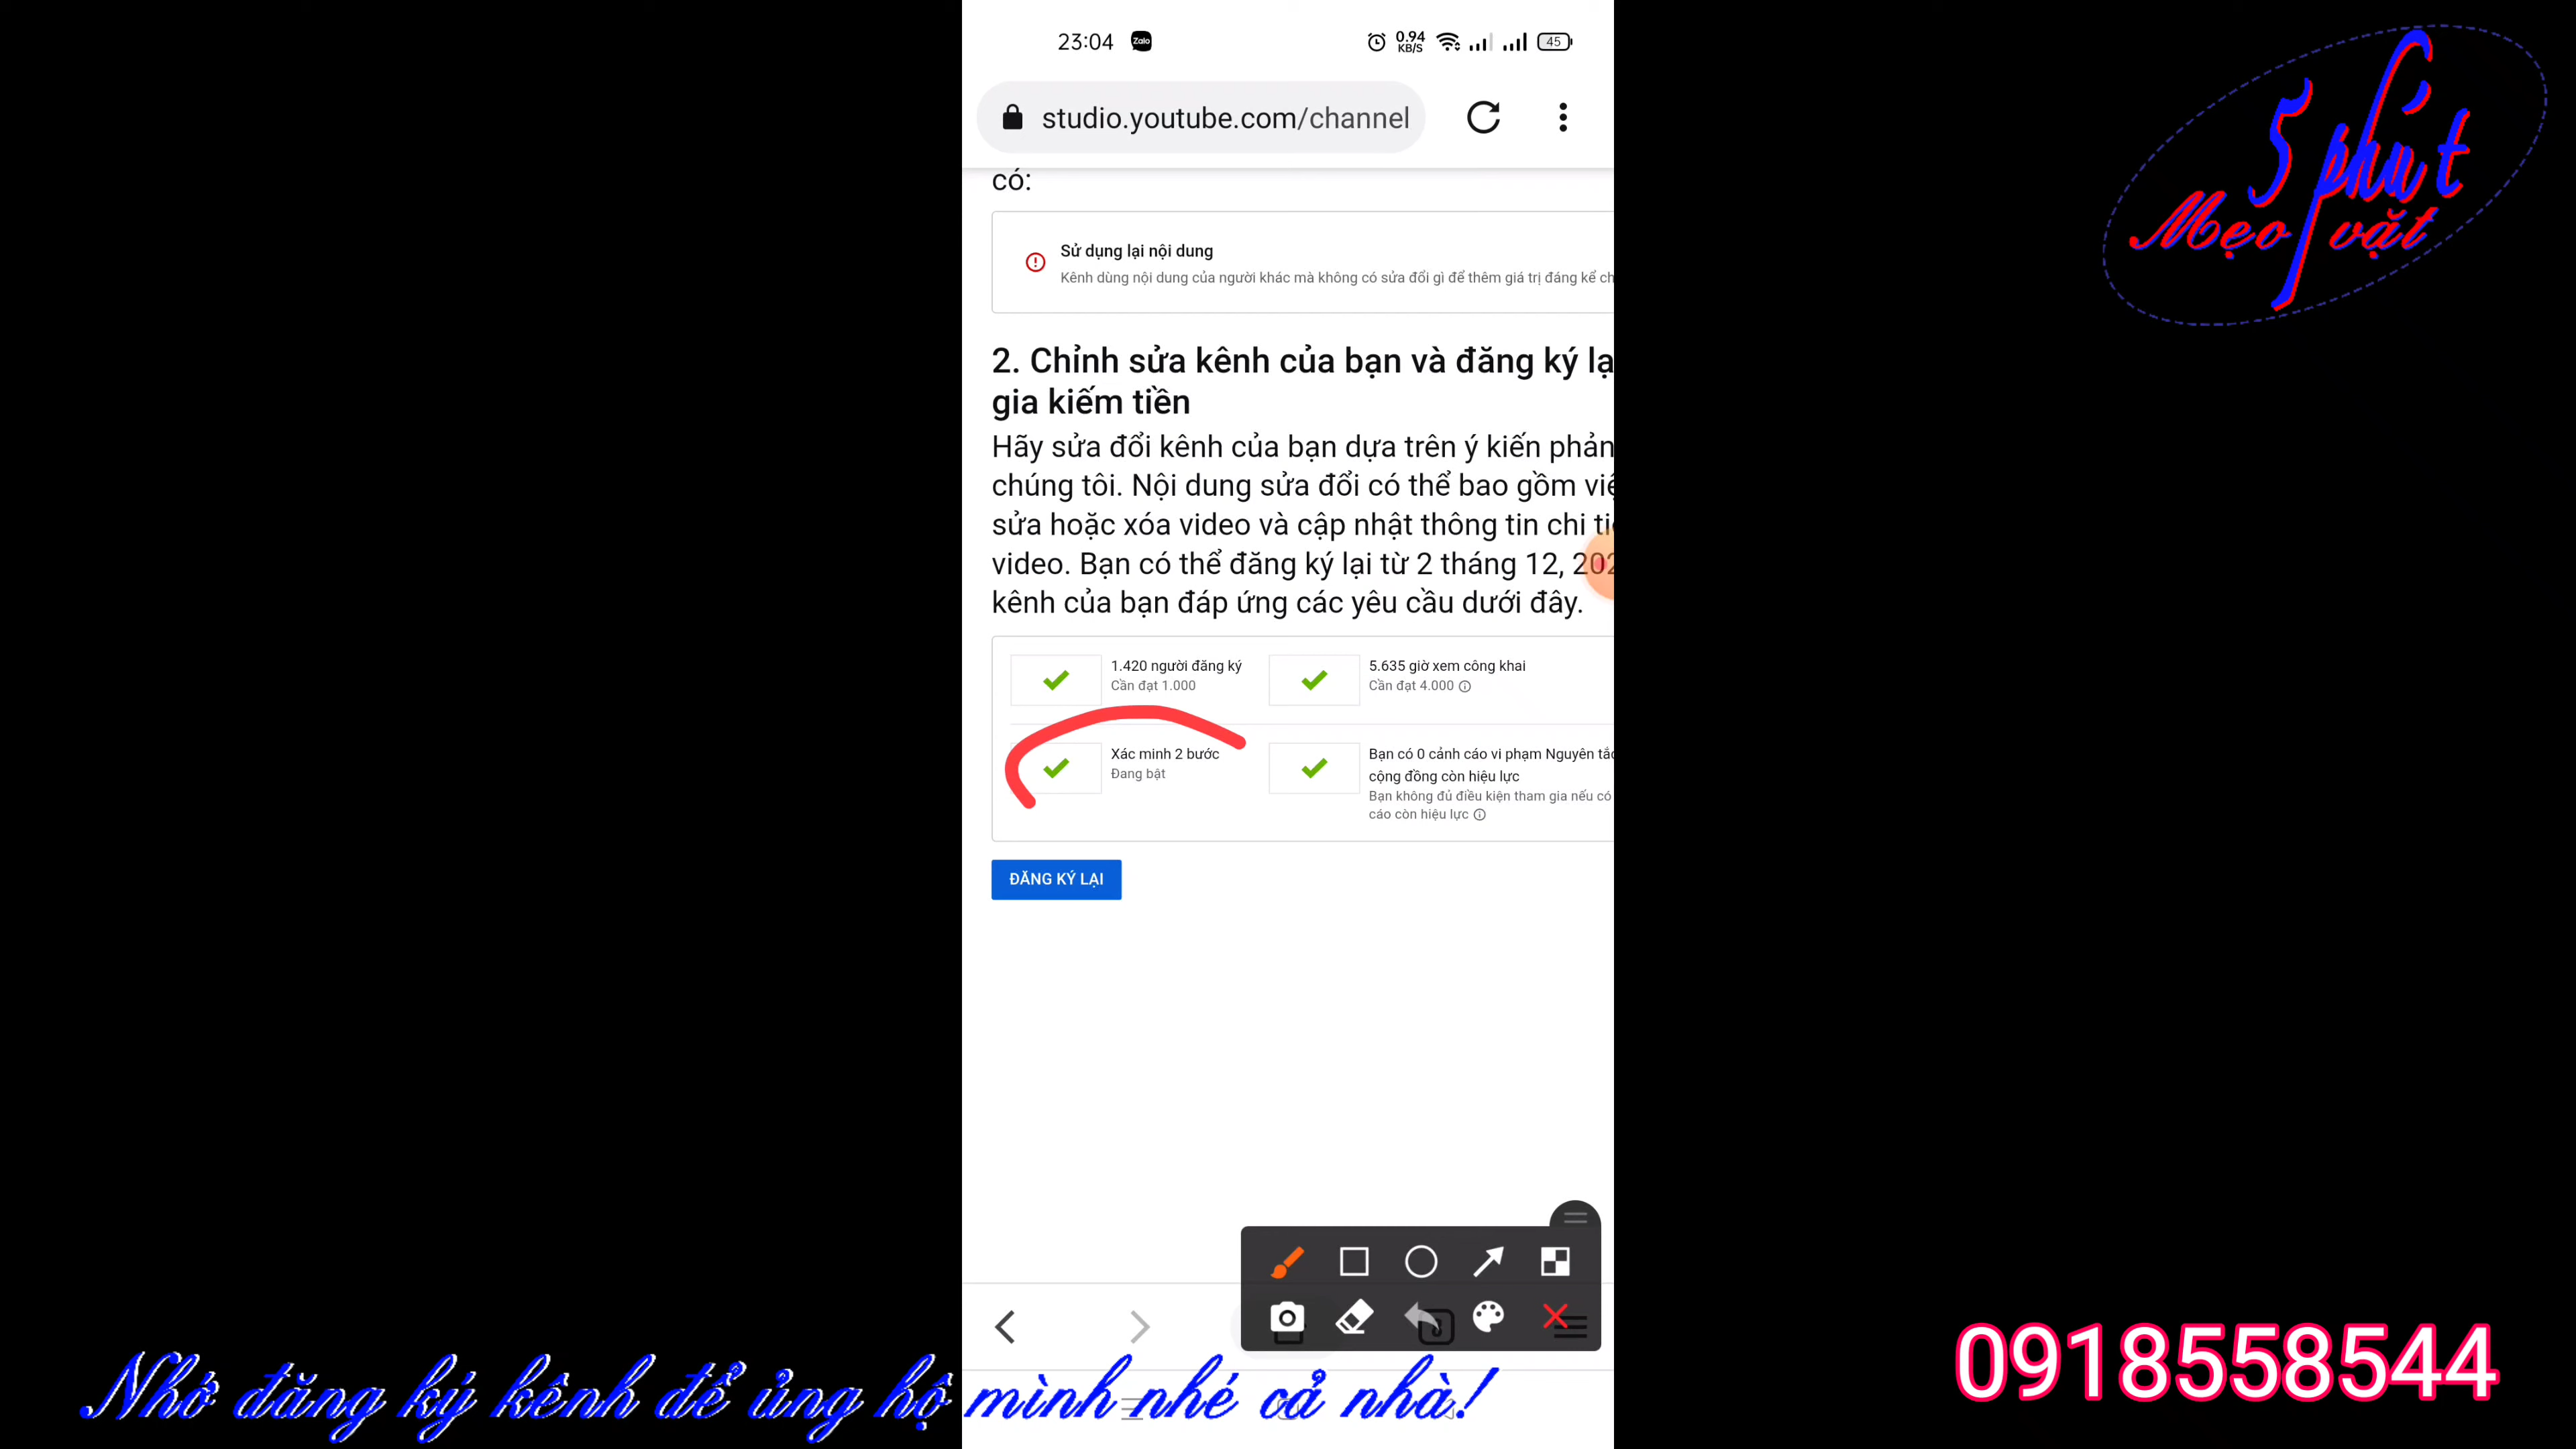 23:04 Zalo 0.94 KB/S 45
studio.youtube.com/channel
5 phút
Mẹo vặt
có:
Sử dụng lại nội dung
Kênh dùng nội dung của người khác mà không có sửa đổi gì để thêm giá trị đáng kể ch
2. Chỉnh sửa kênh của bạn và đăng ký lạ
gia kiếm tiền
Hãy sửa đổi kênh của bạn dựa trên ý kiến phản
chúng tôi. Nội dung sửa đổi có thể bao gồm việ
sửa hoặc xóa video và cập nhật thông tin chi ti
video. Bạn có thể đăng ký lại từ 2 tháng 12, 202
kênh của bạn đáp ứng các yêu cầu dưới đây.
1.420 người đăng ký
Cần đạt 1.000
5.635 giờ xem công khai
Cần đạt 4.000
Xác minh 2 bước
Đang bật
Bạn có 0 cảnh cáo vi phạm Nguyên tắc
cộng đồng còn hiệu lực
Bạn không đủ điều kiện tham gia nếu có
cáo còn hiệu lực
ĐĂNG KÝ LẠI
Nhớ đăng ký kênh để ủng hộ mình nhé cả nhà!
0918558544